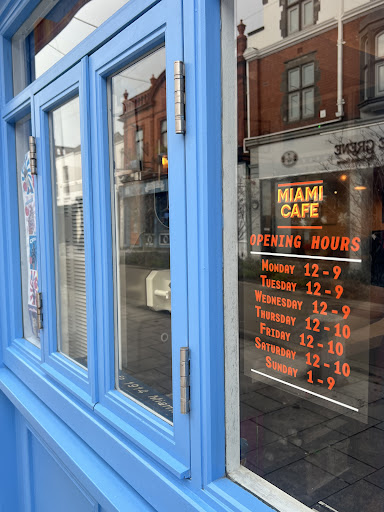 MIAMI
CAFE
OPENING HOURS
MONDAY 12-9
TUESDAY 12-9
WEDNESDAY 12-9
THURSDAY 12-10
FRIDAY 12-10
SATURDAY 12-10
SUNDAY 1-9